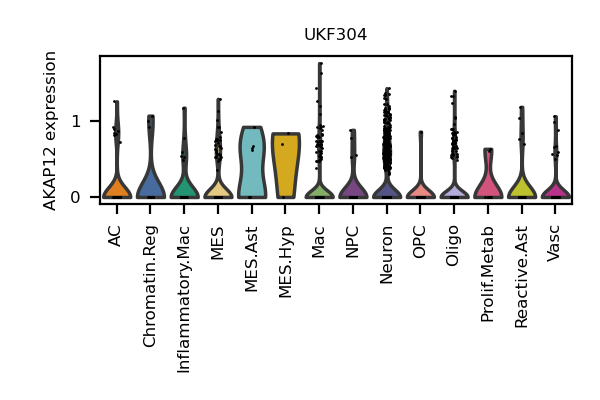 UKF304
AKAP12 expression
1
0
AC
Chromatin.Reg
Inflammatory.Mac
MES
MES.Ast
MES.Hyp
Mac
NPC
Neuron
OPC
Oligo
Prolif.Metab
Reactive.Ast
Vasc